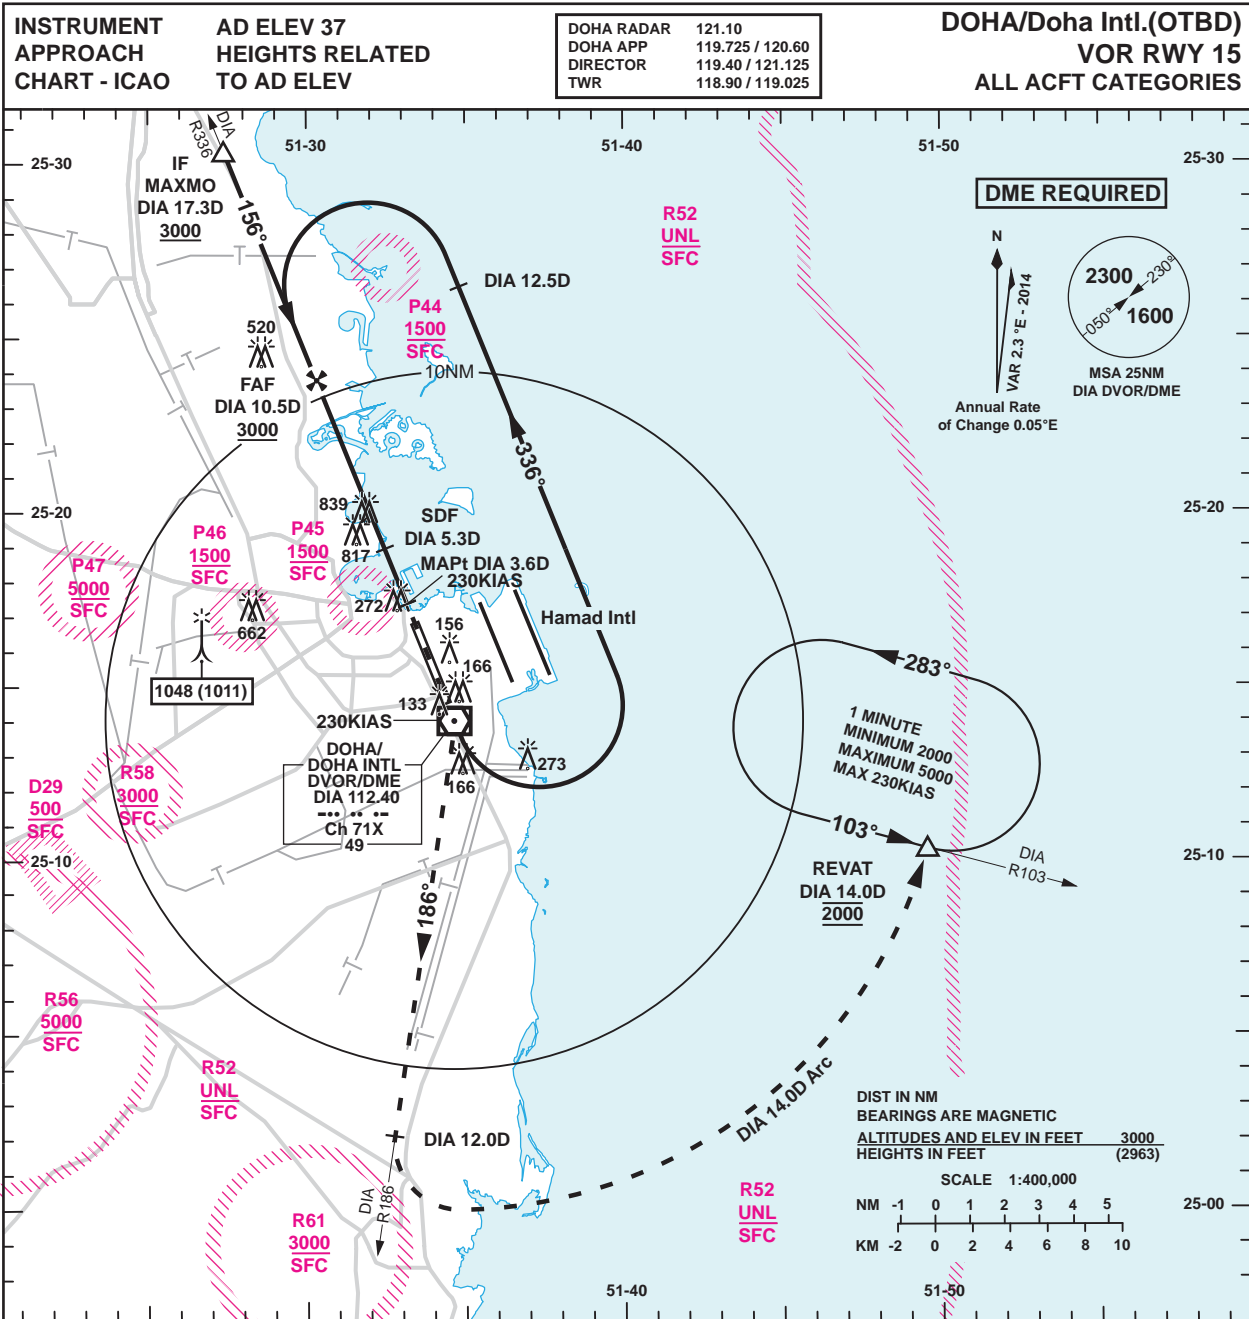 INSTRUMENT
APPROACH
CHART - ICAO
AD ELEV 37
HEIGHTS RELATED
TO AD ELEV
DOHA RADAR 121.10
DOHA APP 119.725 / 120.60
DIRECTOR 119.40 / 121.125
TWR 118.90 / 119.025
DOHA/Doha Intl.(OTBD)
VOR RWY 15
ALL ACFT CATEGORIES
DIA
R336
51-30
51-40
51-50
25-30
25-30
IF
MAXMO
DIA 17.3D
3000
156°
DME REQUIRED
R52
UNL
SFC
N
VAR 2.3 °E - 2014
Annual Rate
of Change 0.05°E
2300
230°
050°
1600
MSA 25NM
DIA DVOR/DME
DIA 12.5D
P44
1500
SFC
520
FAF
DIA 10.5D
3000
10NM
336°
25-20
25-20
839
817
SDF
DIA 5.3D
P46
1500
SFC
P45
1500
SFC
P47
5000
SFC
MAPt DIA 3.6D
230KIAS
272
662
Hamad Intl
156
166
1048 (1011)
133
230KIAS
DOHA/
DOHA INTL
DVOR/DME
DIA 112.40
Ch 71X
49
166
273
283°
1 MINUTE
MINIMUM 2000
MAXIMUM 5000
MAX 230KIAS
103°
R58
3000
SFC
D29
500
SFC
25-10
25-10
REVAT
DIA 14.0D
2000
DIA
R103
186°
R56
5000
SFC
R52
UNL
SFC
DIA 14.0D Arc
DIA 12.0D
DIA
R186
R61
3000
SFC
R52
UNL
SFC
DIST IN NM
BEARINGS ARE MAGNETIC
ALTITUDES AND ELEV IN FEET 3000
HEIGHTS IN FEET (2963)
SCALE 1:400,000
NM -1 0 1 2 3 4 5
KM -2 0 2 4 6 8 10
25-00
25-00
51-40
51-50